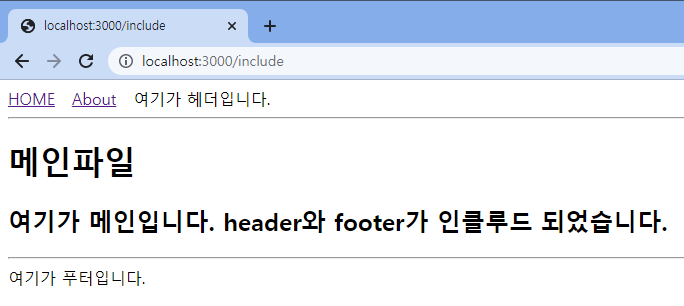 localhost:3000/include
localhost:3000/include
HOME About 여기가 헤더입니다.
메인파일
여기가 메인입니다. header와 footer가 인클루드 되었습니다.
여기가 푸터입니다.